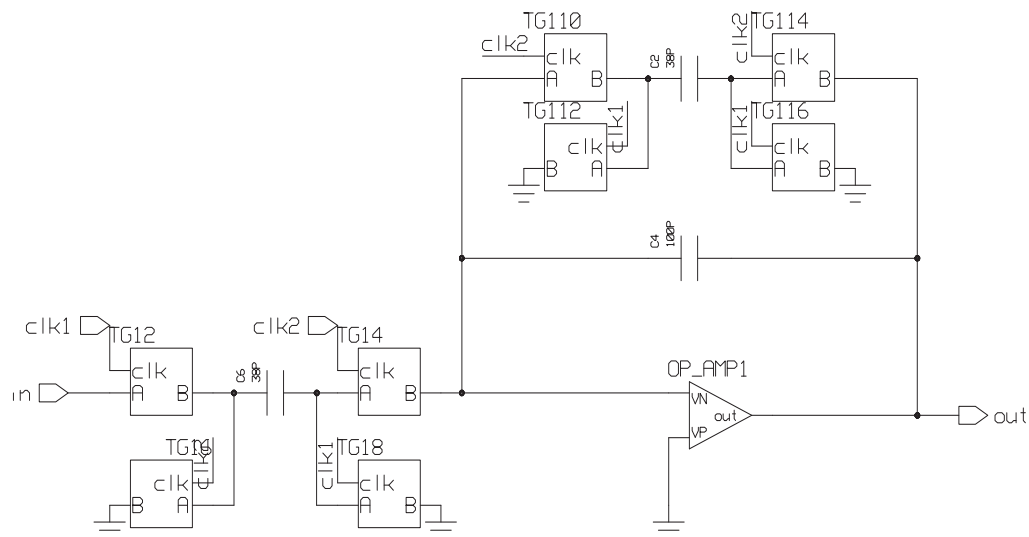 TG110
TG114
clk2
clk2
clk
A
B
C2
38P
clk
A
B
TG112
TG116
clk1
clk1
clk
B
A
clk
A
B
C4
100P
clk1
clk2
TG12
TG14
clk
A
B
C6
38P
clk
A
B
in
OP_AMP1
VN
VP
out
out
TG18
clk1
clk
B
A
clk
A
B